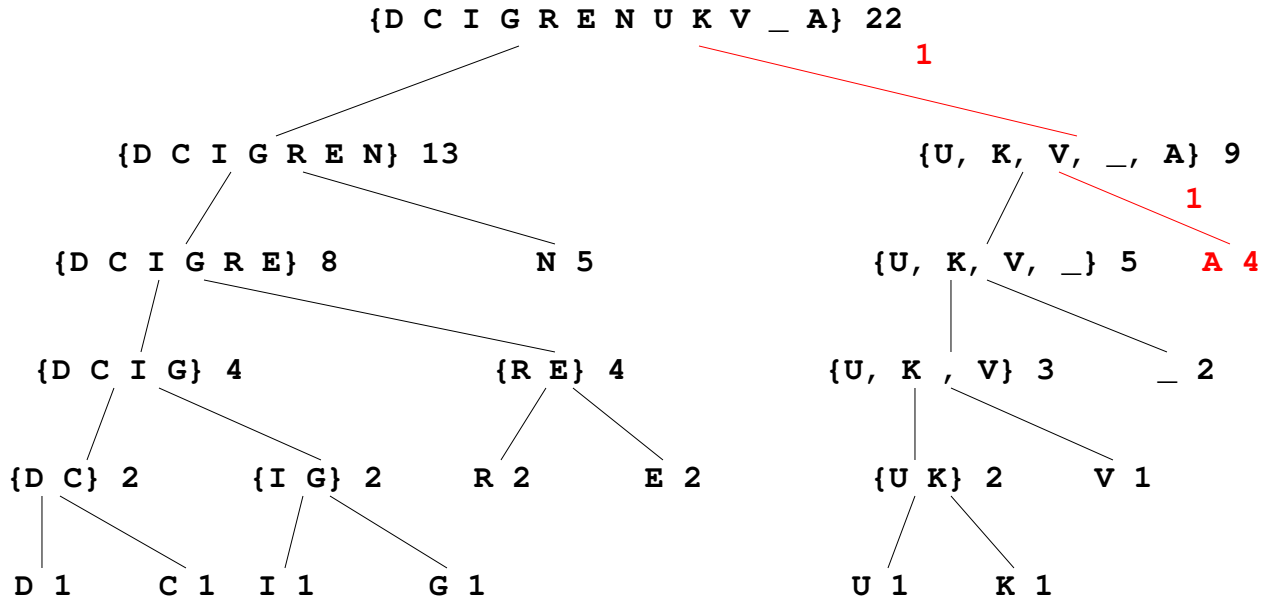 {D C I G R E N U K V _ A} 22
1
{D C I G R E N} 13 {U, K, V, _, A} 9
1
{D C I G R E} 8 N 5 {U, K, V, _} 5 A 4
{D C I G} 4 {R E} 4 {U, K , V} 3 _ 2
{D C} 2 {I G} 2 R 2 E 2 {U K} 2 V 1
D 1 C 1 I 1 G 1 U 1 K 1